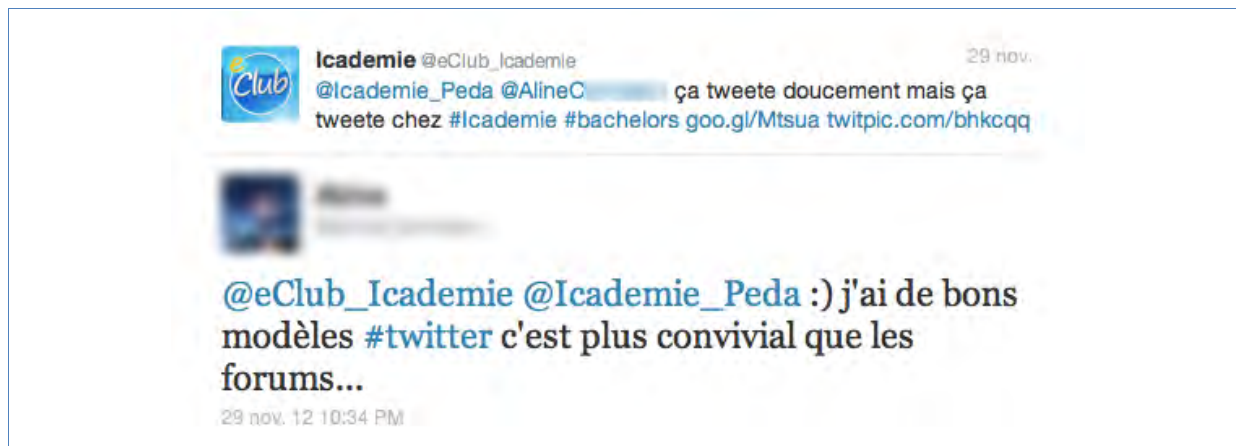 e Club
Icademie @eClub_Icademie 29 nov.
@Icademie_Peda @AlineC ça tweete doucement mais ça
tweete chez #Icademie #bachelors goo.gl/Mtsua twitpic.com/bhkcqq
@eClub_Icademie @Icademie_Peda :) j'ai de bons
modèles #twitter c'est plus convivial que les
forums...
29 nov. 12 10:34 PM